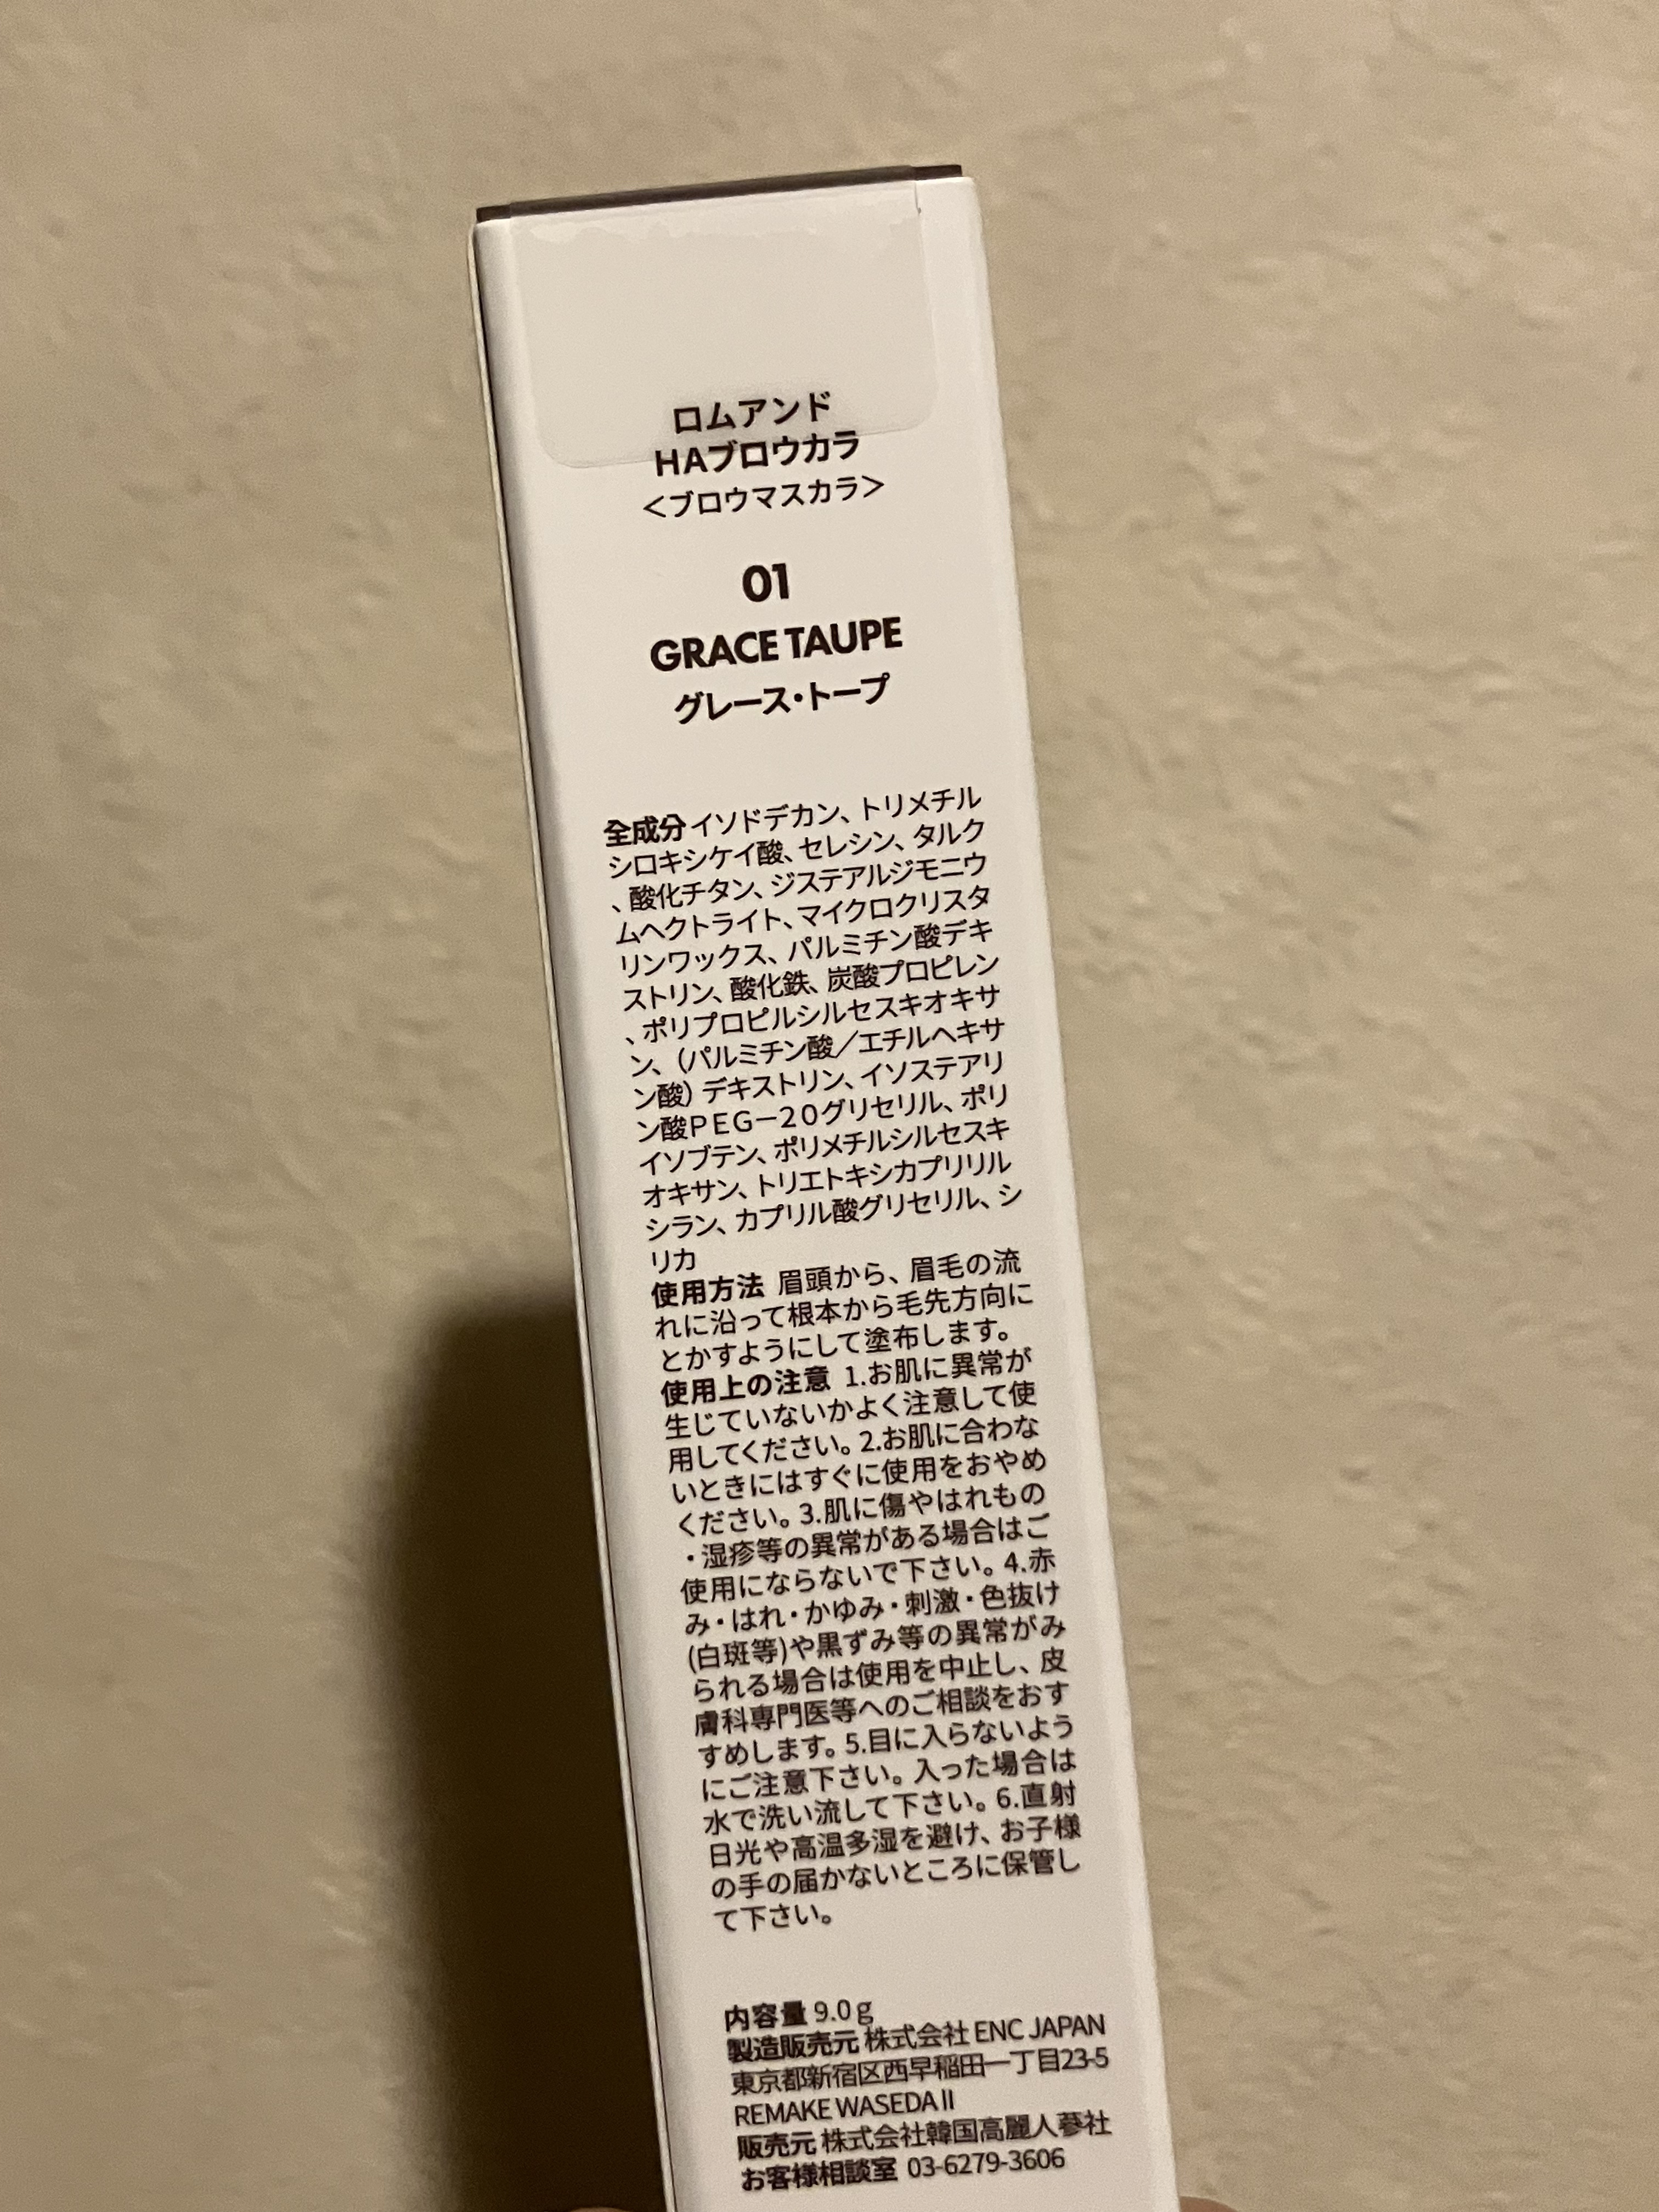 ロムアンド
HAブロウカラ
<ブロウマスカラ>
01
GRACE TAUPE
グレース・トープ
全成分 イソドデカン、トリメチル
シロキシケイ酸、セレシン、タルク
、酸化チタン、ジステアルジモニウ
ムヘクトライト、マイクロクリスタ
リンワックス、パルミチン酸デキ
ストリン、酸化鉄、炭酸プロピレン
、ポリプロピルシルセスキオキサ
ン、(パルミチン酸/エチルヘキサ
ン酸)デキストリン、イソステアリ
ン酸PEG-20グリセリル、ポリ
イソブテン、ポリメチルシルセスキ
オキサン、トリエトキシカプリリル
シラン、カプリル酸グリセリル、シ
リカ
使用方法 眉頭から、眉毛の流
れに沿って根本から毛先方向に
とかすようにして塗布します。
使用上の注意 1.お肌に異常が
生じていないかよく注意して使
用してください。2.お肌に合わな
いときにはすぐに使用をおやめ
ください。3.肌に傷やはれもの
・湿疹等の異常がある場合はご
使用にならないで下さい。4.赤
み・はれ・かゆみ・刺激・色抜け
(白斑等)や黒ずみ等の異常がみ
られる場合は使用を中止し、皮
膚科専門医等へのご相談をおす
すめします。5.目に入らないよう
にご注意下さい。入った場合は
水で洗い流して下さい。6.直射
日光や高温多湿を避け、お子様
の手の届かないところに保管し
て下さい。
内容量 9.0g
製造販売元 株式会社 ENC JAPAN
東京都新宿区西早稲田一丁目23-5
REMAKE WASEDA II
販売元 株式会社韓国高麗人蔘社
お客様相談室 03-6279-3606